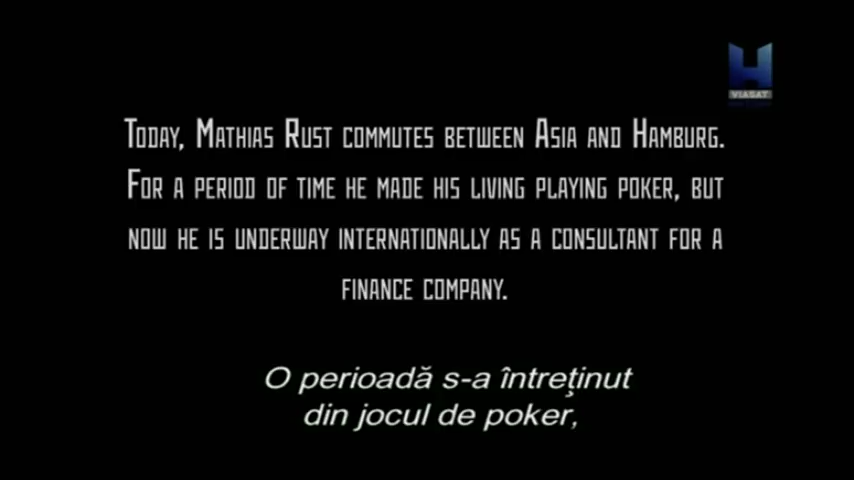 VIASAT
TODAY, MATHIAS RUST COMMUTES BETWEEN ASIA AND HAMBURG.
FOR A PERIOD OF TIME HE MADE HIS LIVING PLAYING POKER, BUT
NOW HE IS UNDERWAY INTERNATIONALLY AS A CONSULTANT FOR A
FINANCE COMPANY.
O perioadă s-a întreţinut
din jocul de poker,